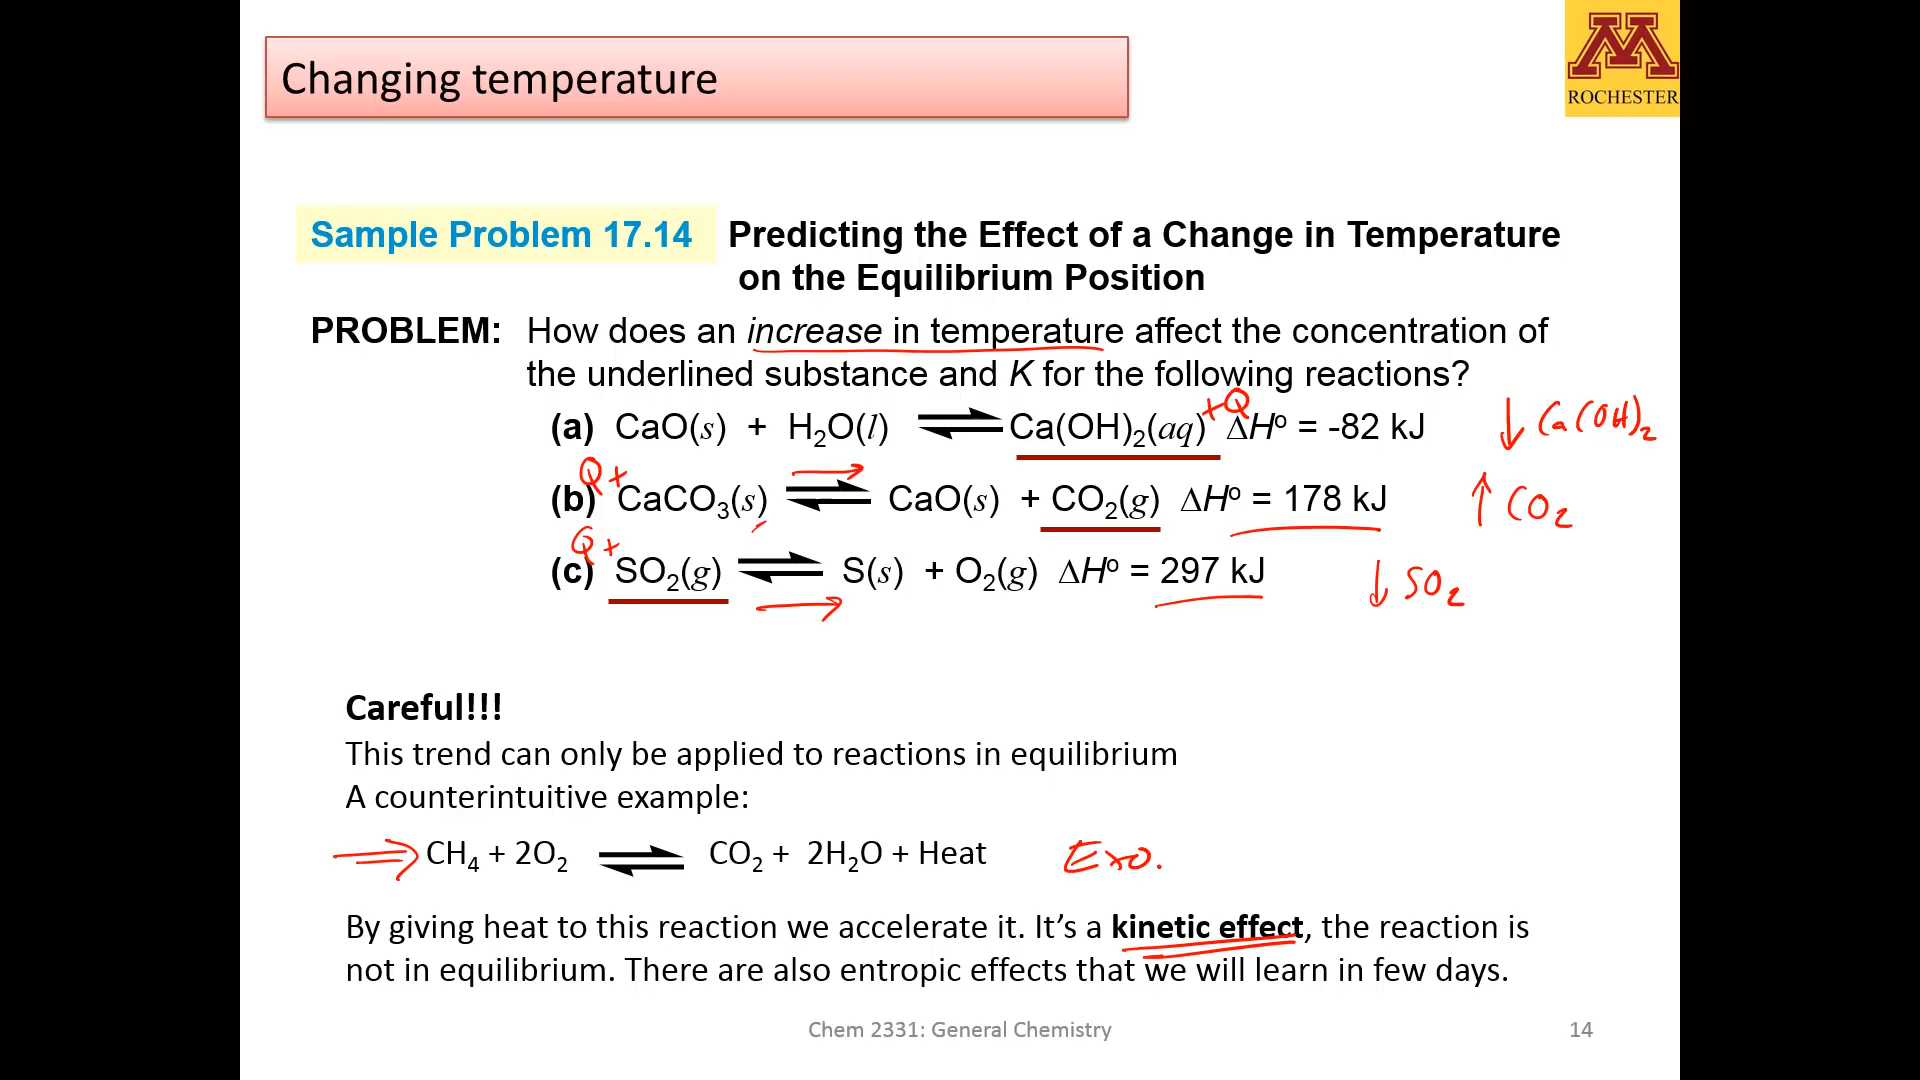 Changing temperature
M
ROCHESTER
Sample Problem 17.14 Predicting the Effect of a Change in Temperature
on the Equilibrium Position
PROBLEM: How does an increase in temperature affect the concentration of
the underlined substance and K for the following reactions?
(a) CaO(s) + H₂O(l) ⇌ Ca(OH)₂(aq) +Q ΔHº = -82 kJ ↓ Ca(OH)₂
(b) Q+ CaCO₃(s) ⇌ CaO(s) + CO₂(g) ΔHº = 178 kJ ↑ CO₂
(c) Q+ SO₂(g) ⇌ S(s) + O₂(g) ΔHº = 297 kJ ↓ SO₂
Careful!!!
This trend can only be applied to reactions in equilibrium
A counterintuitive example:
⇒ CH₄ + 2O₂ ⇌ CO₂ + 2H₂O + Heat Exo.
By giving heat to this reaction we accelerate it. It’s a kinetic effect, the reaction is
not in equilibrium. There are also entropic effects that we will learn in few days.
Chem 2331: General Chemistry 14